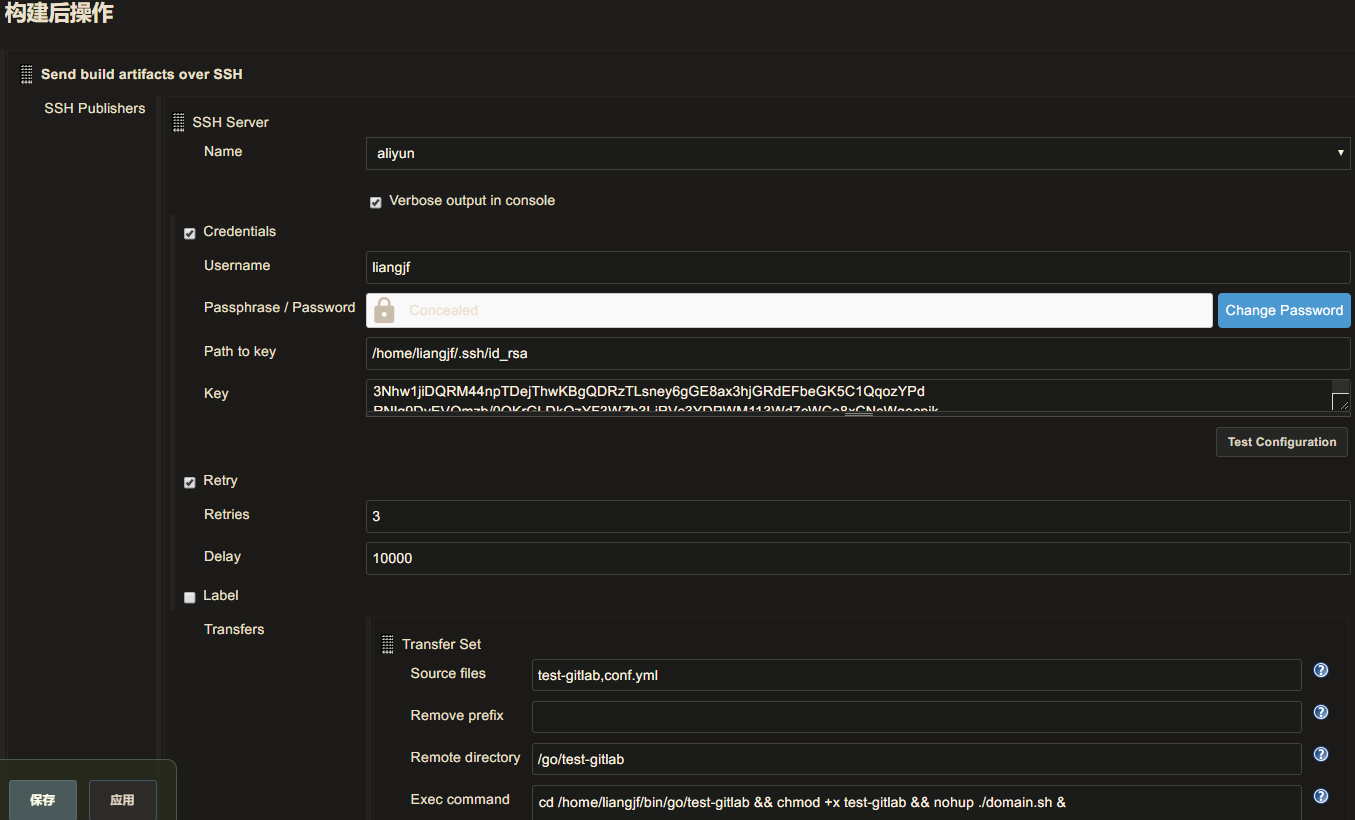 构建后操作
Send build artifacts over SSH
SSH Publishers
SSH Server
Name
aliyun
Verbose output in console
Credentials
Username
liangjf
Passphrase / Password
Concealed
Change Password
Path to key
/home/liangjf/.ssh/id_rsa
Key
3Nhw1jiDQRM44npTDejThwKBgQDRzTLsney6gGE8ax3hjGRdEFbeGK5C1QqozYPd
Test Configuration
Retry
Retries
3
Delay
10000
Label
Transfers
Transfer Set
Source files
test-gitlab,conf.yml
Remove prefix
Remote directory
/go/test-gitlab
Exec command
cd /home/liangjf/bin/go/test-gitlab && chmod +x test-gitlab && nohup ./domain.sh &
保存
应用